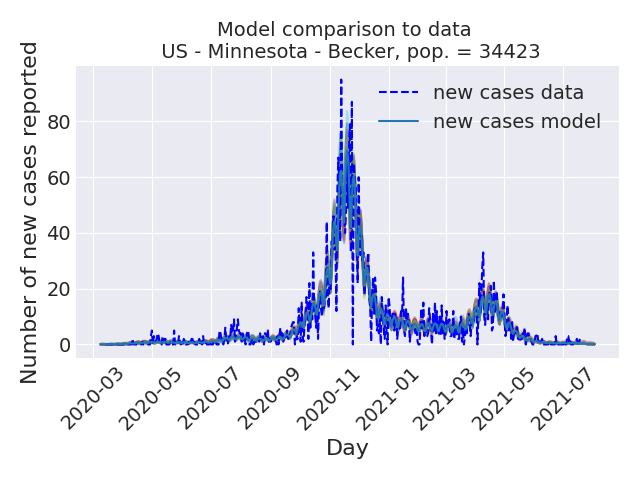 Model comparison to data
US - Minnesota - Becker, pop. = 34423
Number of new cases reported
80
60
40
20
0
new cases data
new cases model
2020-03
2020-05
2020-07
2020-09
2020-11
2021-01
2021-03
2021-05
2021-07
Day